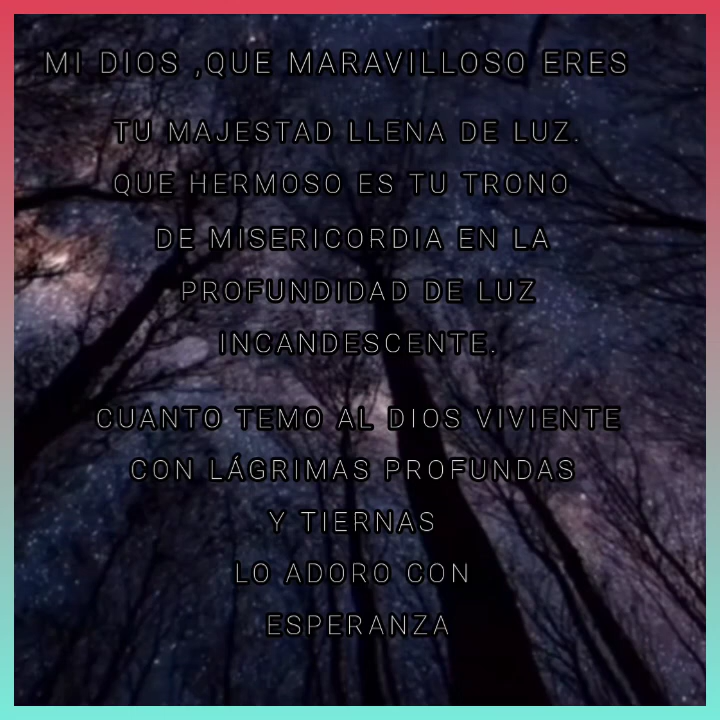 MI DIOS ,QUE MARAVILLOSO ERES
TU MAJESTAD LLENA DE LUZ.
QUE HERMOSO ES TU TRONO
DE MISERICORDIA EN LA
PROFUNDIDAD DE LUZ
INCANDESCENTE.
CUANTO TEMO AL DIOS VIVIENTE
CON LÁGRIMAS PROFUNDAS
Y TIERNAS
LO ADORO CON
ESPERANZA